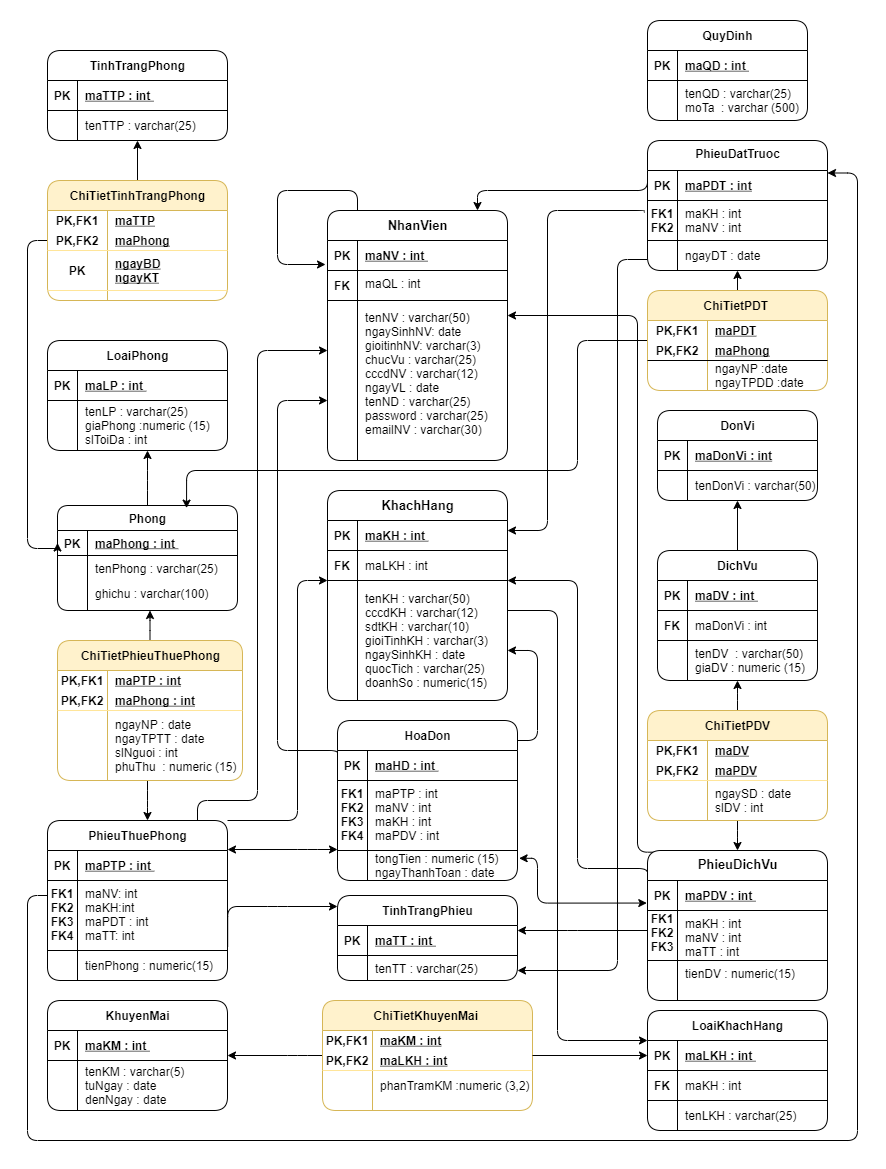 QuyDinh
PK maQD : int
tenQD : varchar(25)
moTa : varchar (500)
TinhTrangPhong
PK maTTP : int
tenTTP : varchar(25)
PhieuDatTruoc
PK maPDT : int
FK1 maKH : int
FK2 maNV : int
ngayDT : date
ChiTietTinhTrangPhong
PK,FK1 maTTP
PK,FK2 maPhong
PK ngayBD
ngayKT
NhanVien
PK maNV : int
FK maQL : int
tenNV : varchar(50)
ngaySinhNV: date
gioitinhNV: varchar(3)
chucVu : varchar(25)
cccdNV : varchar(12)
ngayVL : date
tenND : varchar(25)
password : varchar(25)
emailNV : varchar(30)
ChiTietPDT
PK,FK1 maPDT
PK,FK2 maPhong
ngayNP :date
ngayTPDD :date
LoaiPhong
PK maLP : int
tenLP : varchar(25)
giaPhong :numeric (15)
slToiDa : int
DonVi
PK maDonVi : int
tenDonVi : varchar(50)
Phong
PK maPhong : int
tenPhong : varchar(25)
ghichu : varchar(100)
KhachHang
PK maKH : int
FK maLKH : int
tenKH : varchar(50)
cccdKH : varchar(12)
sdtKH : varchar(10)
gioiTinhKH : varchar(3)
ngaySinhKH : date
quocTich : varchar(25)
doanhSo : numeric(15)
DichVu
PK maDV : int
FK maDonVi : int
tenDV : varchar(50)
giaDV : numeric (15)
ChiTietPhieuThuePhong
PK,FK1 maPTP : int
PK,FK2 maPhong : int
ngayNP : date
ngayTPTT : date
slNguoi : int
phuThu : numeric (15)
ChiTietPDV
PK,FK1 maDV
PK,FK2 maPDV
ngaySD : date
slDV : int
HoaDon
PK maHD : int
FK1 maPTP : int
FK2 maNV : int
FK3 maKH : int
FK4 maPDV : int
tongTien : numeric (15)
ngayThanhToan : date
PhieuThuePhong
PK maPTP : int
FK1 maNV: int
FK2 maKH:int
FK3 maPDT : int
FK4 maTT: int
tienPhong : numeric(15)
PhieuDichVu
PK maPDV : int
FK1 maKH : int
FK2 maNV : int
FK3 maTT : int
tienDV : numeric(15)
TinhTrangPhieu
PK maTT : int
tenTT : varchar(25)
KhuyenMai
PK maKM : int
tenKM : varchar(5)
tuNgay : date
denNgay : date
ChiTietKhuyenMai
PK,FK1 maKM : int
PK,FK2 maLKH : int
phanTramKM :numeric (3,2)
LoaiKhachHang
PK maLKH : int
FK maKH : int
tenLKH : varchar(25)